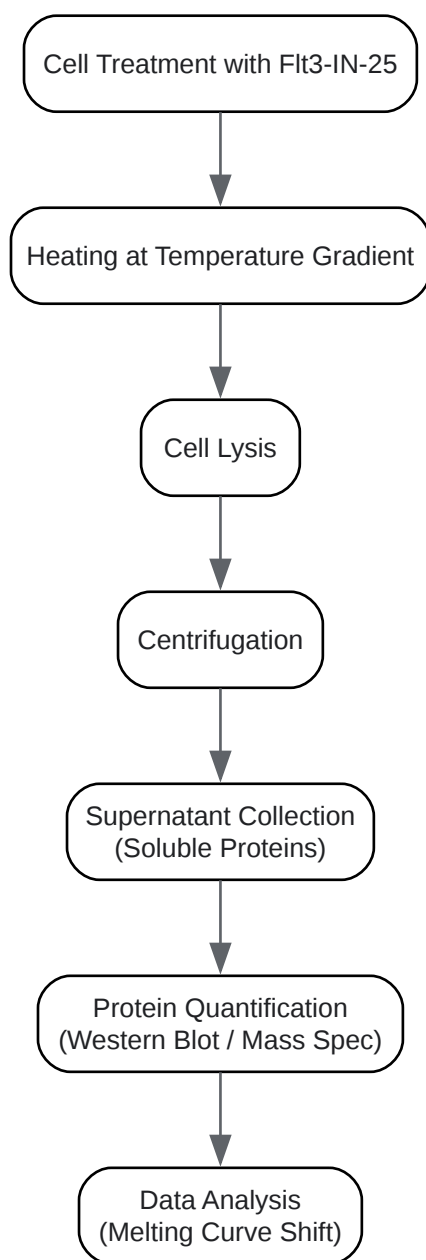 Cell Treatment with Flt3-IN-25
Heating at Temperature Gradient
Cell Lysis
Centrifugation
Supernatant Collection
(Soluble Proteins)
Protein Quantification
(Western Blot / Mass Spec)
Data Analysis
(Melting Curve Shift)